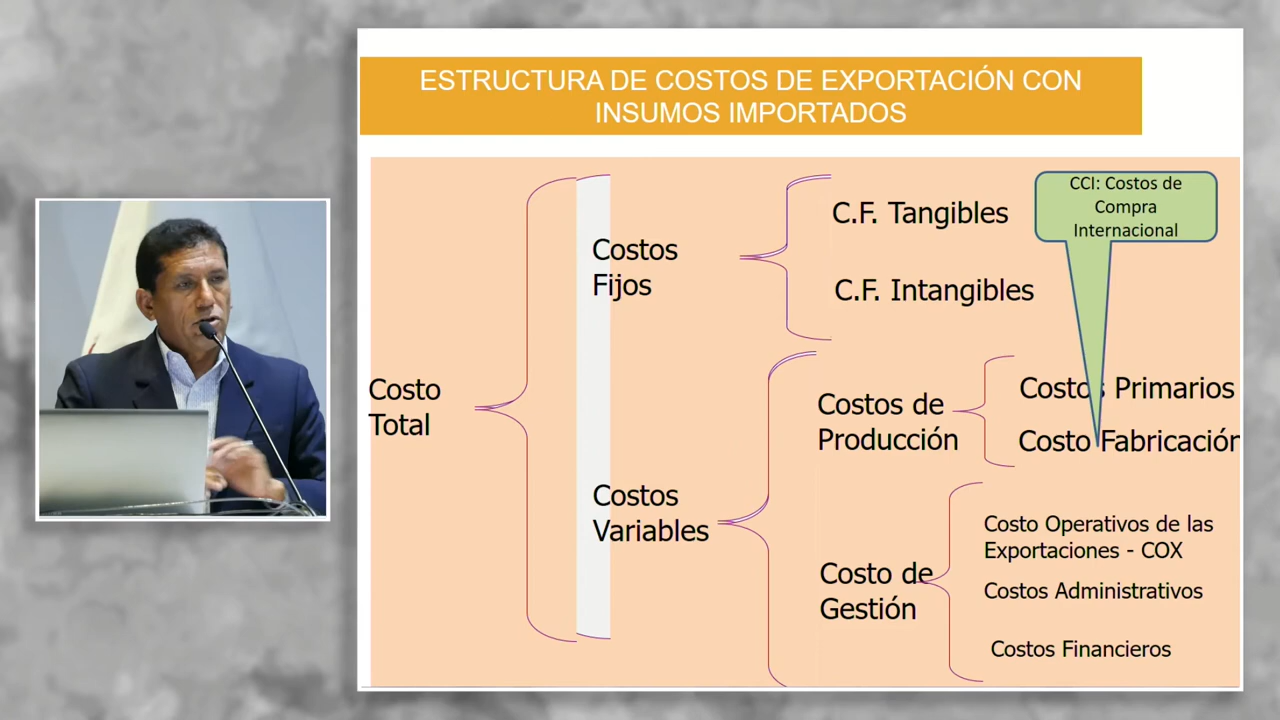 ESTRUCTURA DE COSTOS DE EXPORTACIÓN CON
INSUMOS IMPORTADOS
CCI: Costos de
Compra
Internacional
C.F. Tangibles
Costos
Fijos
C.F. Intangibles
Costo
Total
Costos Primarios
Costos de
Producción
Costo Fabricación
Costos
Variables
Costo Operativos de las
Exportaciones - COX
Costo de
Gestión
Costos Administrativos
Costos Financieros